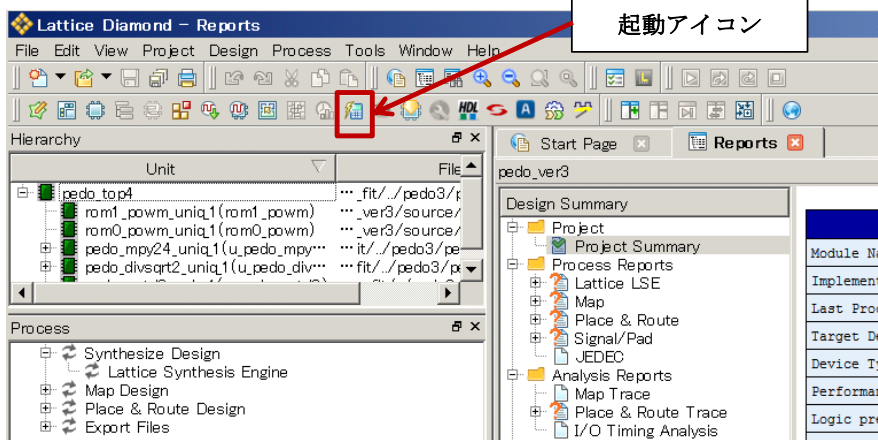 Lattice Diamond - Reports
起動アイコン
File Edit View Project Design Process Tools Window Help
HDL
A
Hierarchy
Start Page
Reports
Unit
File
pedo_ver3
pedo_top4 ··· _fit/../pedo3/
rom1_powm_uniq_1(rom1_powm) ··· _ver3/source/
rom0_powm_uniq_1(rom0_powm) ··· _ver3/source/
pedo_mpy24_uniq_1(u_pedo_mpy··· ··· it/../pedo3/pe
pedo_divsqrt2_uniq_1(u_pedo_div··· ··· fit/../pedo3/pe
Design Summary
Project
Project Summary
Process Reports
Lattice LSE
Map
Place & Route
Signal/Pad
JEDEC
Analysis Reports
Map Trace
Place & Route Trace
I/O Timing Analysis
Module Na
Implement
Last Proc
Target De
Device Ty
Performan
Logic pre
Process
Synthesize Design
Lattice Synthesis Engine
Map Design
Place & Route Design
Export Files